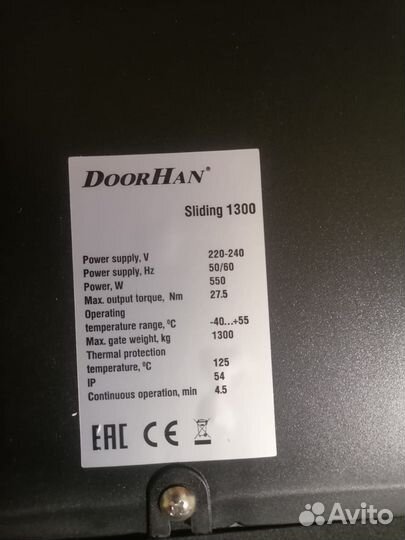 DOORHAN®
Sliding 1300
Power supply, V 220-240
Power supply, Hz 50/60
Power, W 550
Max. output torque, Nm 27.5
Operating
temperature range, ºC -40...+55
Max. gate weight, kg 1300
Thermal protection
temperature, ºC 125
IP 54
Continuous operation, min 4.5
EAC CE
Avito